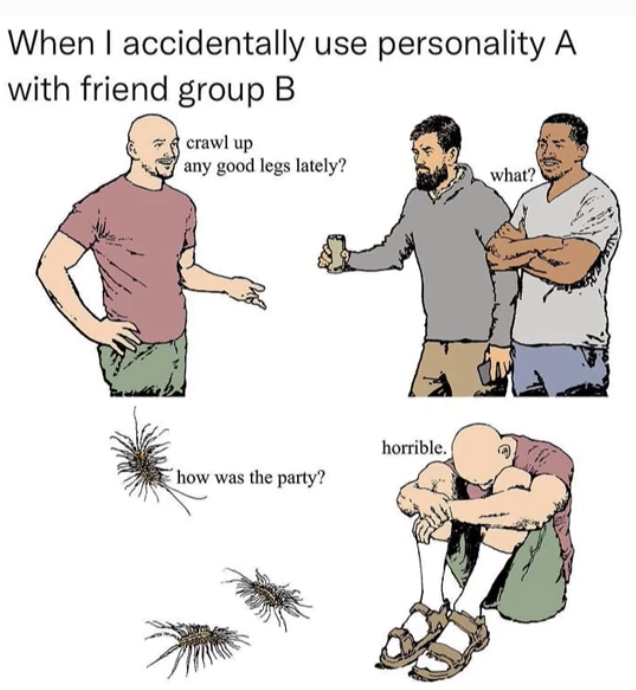 When I accidentally use personality A
with friend group B
crawl up
any good legs lately?
what?
how was the party?
horrible.